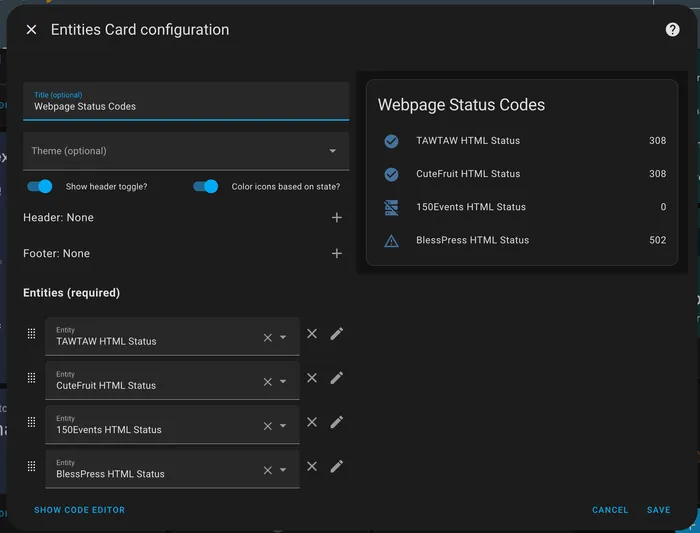 Entities Card configuration
Title (optional)
Webpage Status Codes
Theme (optional)
Show header toggle?
Color icons based on state?
Header: None
Footer: None
Entities (required)
Entity
TAWTAW HTML Status
Entity
CuteFruit HTML Status
Entity
150Events HTML Status
Entity
BlessPress HTML Status
Webpage Status Codes
TAWTAW HTML Status 308
CuteFruit HTML Status 308
150Events HTML Status 0
BlessPress HTML Status 502
SHOW CODE EDITOR
CANCEL
SAVE